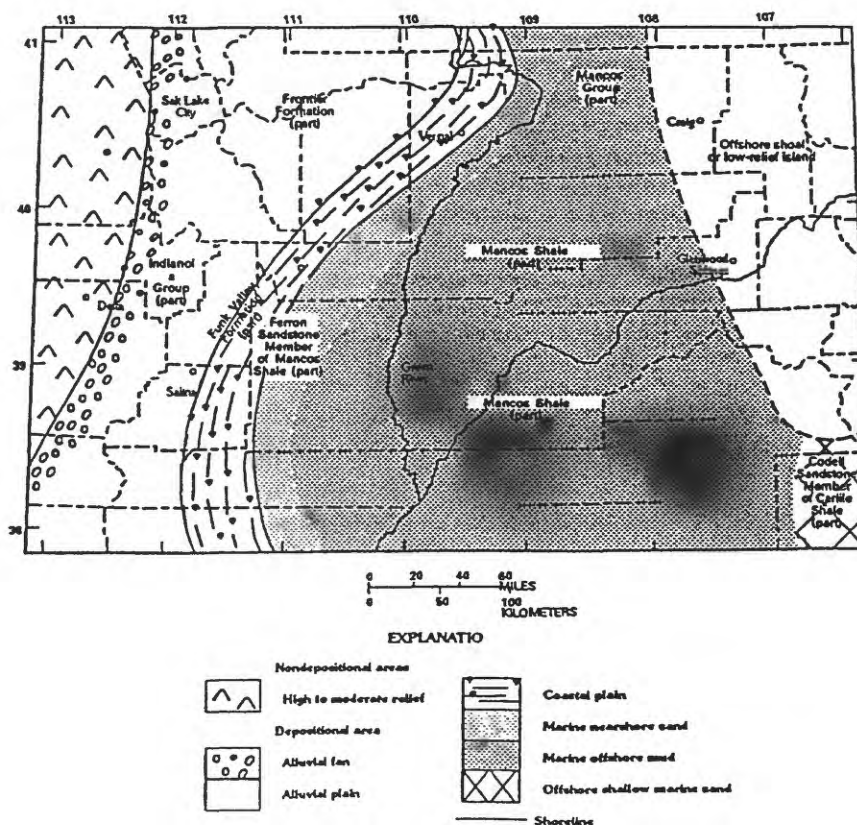 113 112 111 110 109 108 107
41
40
39
38
Salt Lake
City
Frontier
Formation
(part)
Vernal
Mancos
Group
(part)
Craig
Offshore shoal
or low-relief island
Mancos Shale
(part)
Glenwood
Springs
Indianol
a
Group
(part)
Delta
Funk Valley
Formation
(part)
Ferron
Sandstone
Member
of Mancos
Shale (part)
Salina
Green
River
Mancos Shale
(part)
Codell
Sandstone
Member
of Carlile
Shale
(part)
0 20 40 60
MILES
0 50 100
KILOMETERS
EXPLANATIO
Nondepositional areas
High to moderate relief
Depositional area
Alluvial fan
Alluvial plain
Coastal plain
Marine nearshore sand
Marine offshore mud
Offshore shallow marine sand
Shoreline